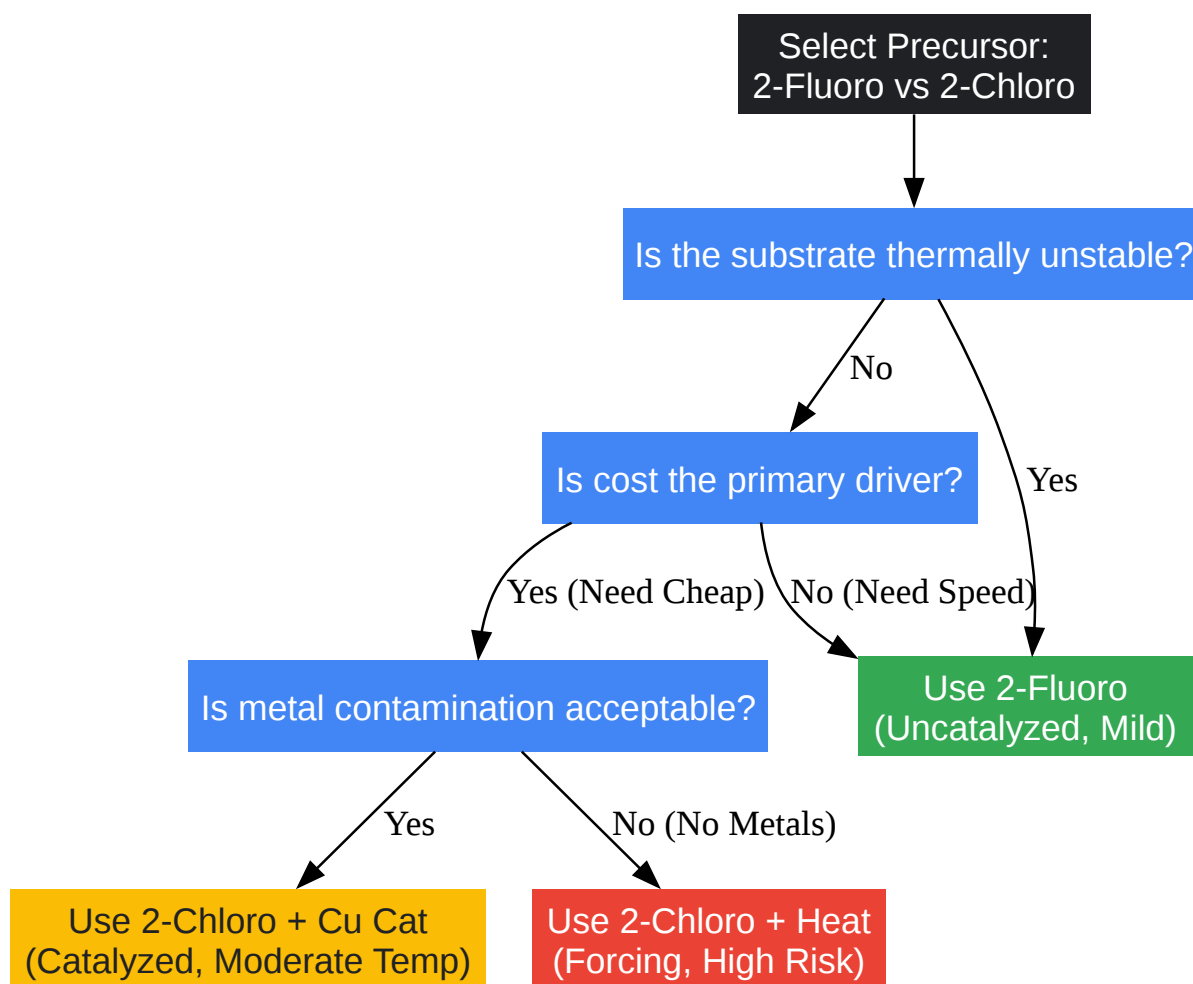 Select Precursor:
2-Fluoro vs 2-Chloro
Is the substrate thermally unstable?
No
Is cost the primary driver?
Yes
Yes (Need Cheap)
No (Need Speed)
Use 2-Fluoro
(Uncatalyzed, Mild)
Is metal contamination acceptable?
Yes
No (No Metals)
Use 2-Chloro + Cu Cat
(Catalyzed, Moderate Temp)
Use 2-Chloro + Heat
(Forcing, High Risk)